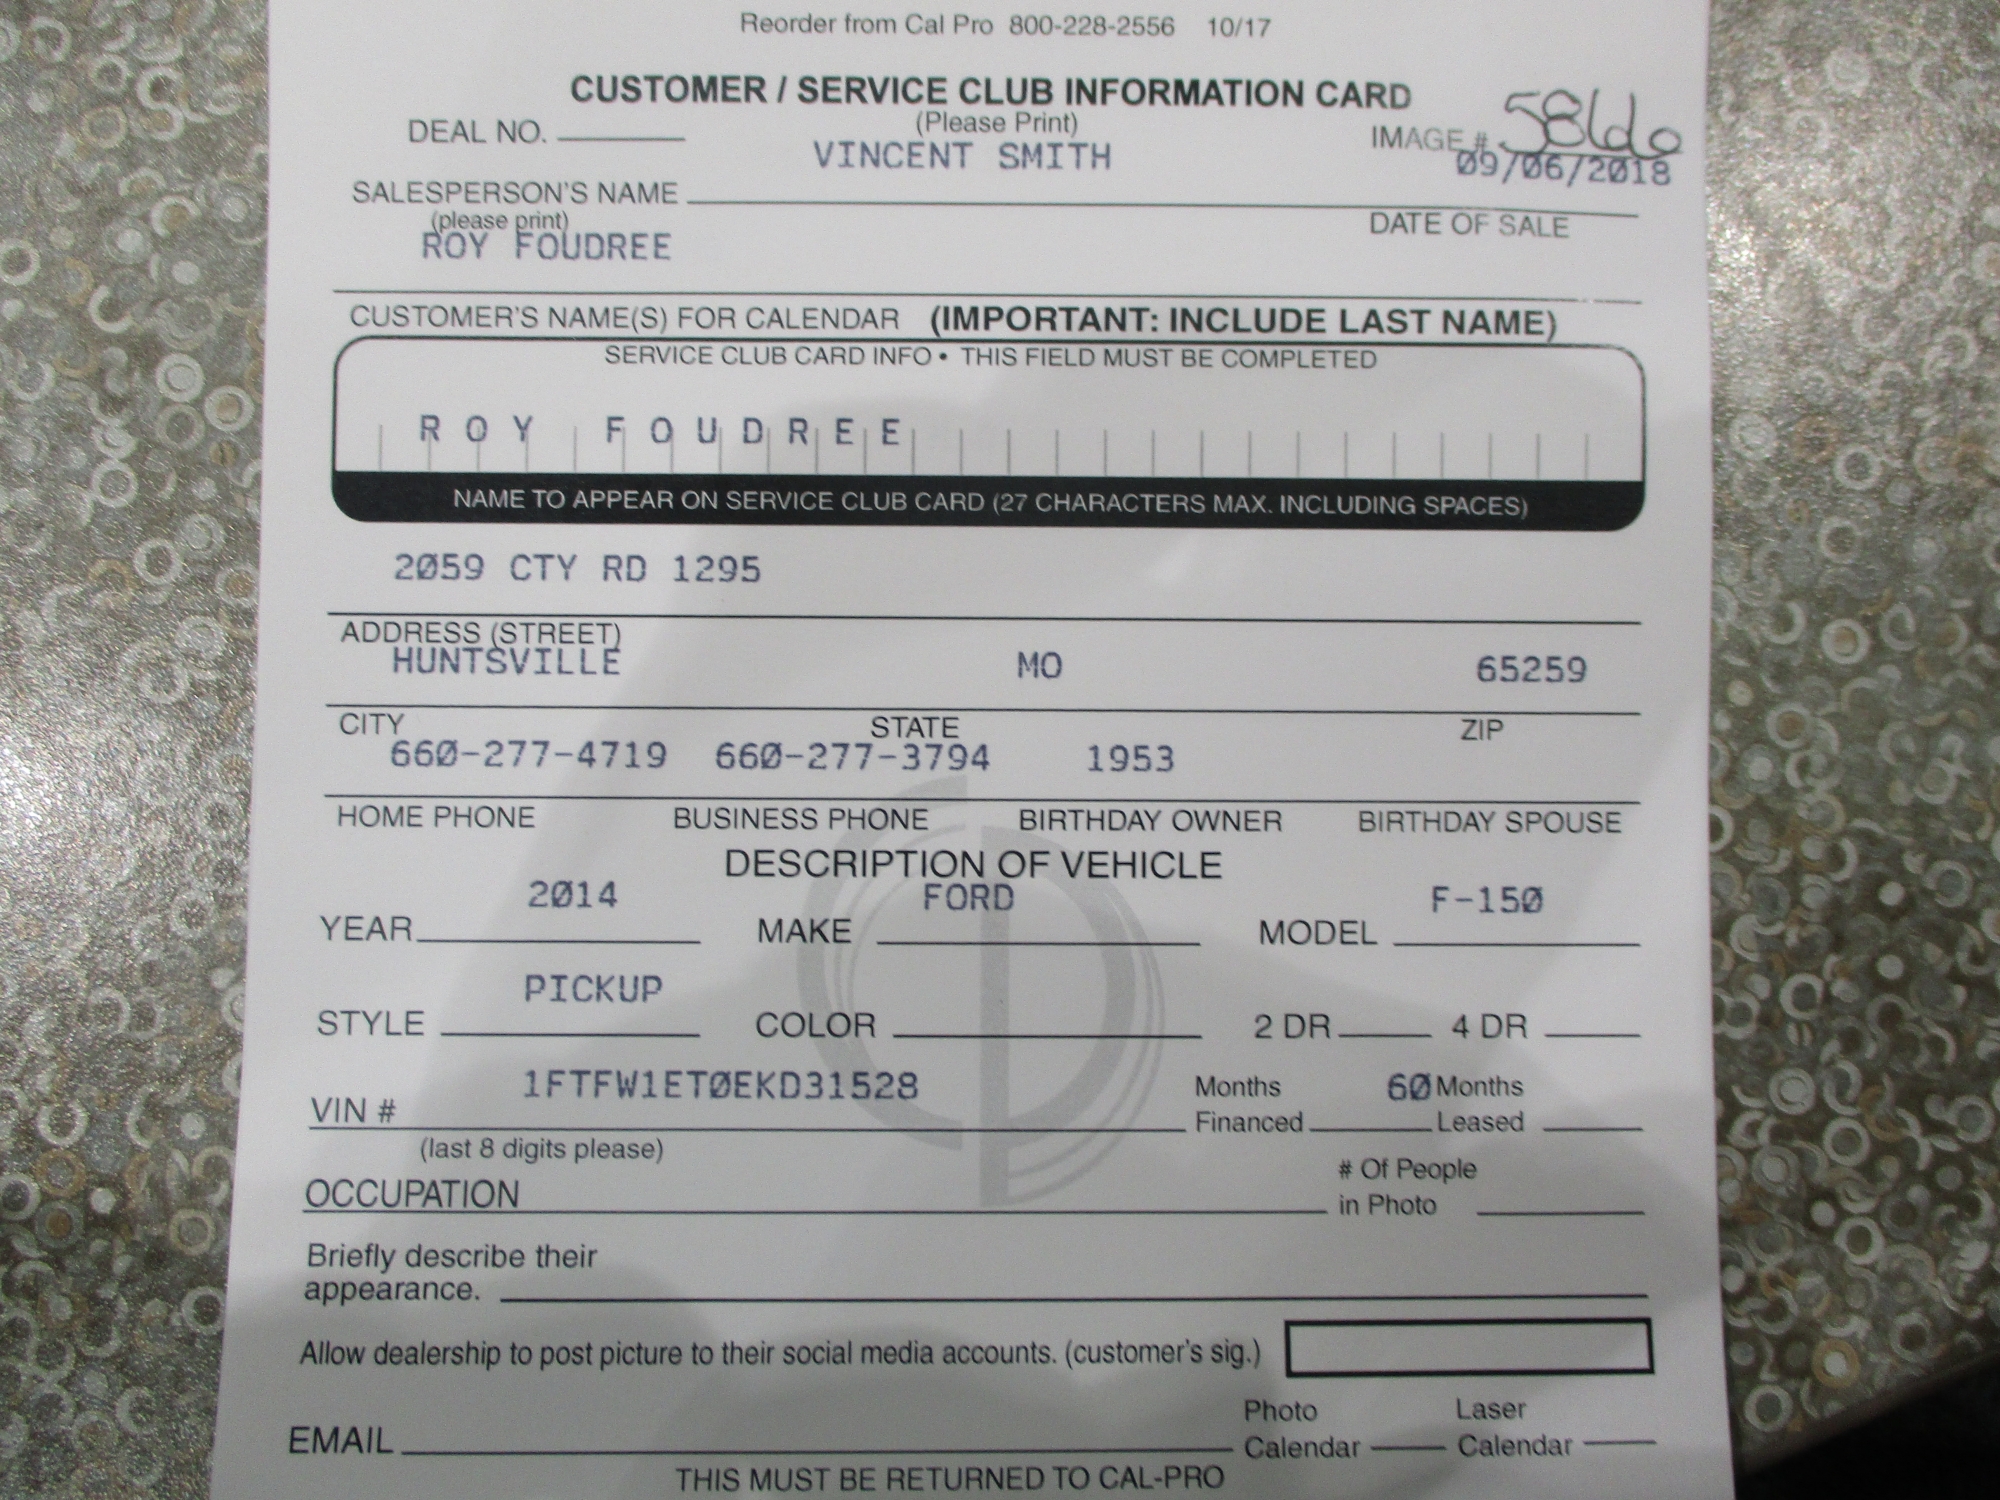 Reorder from Cal Pro 800-228-2556 10/17
CUSTOMER / SERVICE CLUB INFORMATION CARD
(Please Print)
DEAL NO. IMAGE #
VINCENT SMITH 09/06/2018
SALESPERSON'S NAME
(please print) DATE OF SALE
ROY FOUDREE
CUSTOMER'S NAME(S) FOR CALENDAR (IMPORTANT: INCLUDE LAST NAME)
SERVICE CLUB CARD INFO • THIS FIELD MUST BE COMPLETED
ROY FOUDREE
NAME TO APPEAR ON SERVICE CLUB CARD (27 CHARACTERS MAX. INCLUDING SPACES)
2059 CTY RD 1295
ADDRESS (STREET)
HUNTSVILLE MO 65259
CITY STATE ZIP
660-277-4719 660-277-3794 1953
HOME PHONE BUSINESS PHONE BIRTHDAY OWNER BIRTHDAY SPOUSE
DESCRIPTION OF VEHICLE
2014 FORD F-150
YEAR MAKE MODEL
PICKUP
STYLE COLOR 2 DR 4 DR
1FTFW1ET0EKD31528 Months 60 Months
VIN # Financed Leased
(last 8 digits please)
# Of People
OCCUPATION in Photo
Briefly describe their
appearance.
Allow dealership to post picture to their social media accounts. (customer's sig.)
Photo Laser
EMAIL Calendar Calendar
THIS MUST BE RETURNED TO CAL-PRO